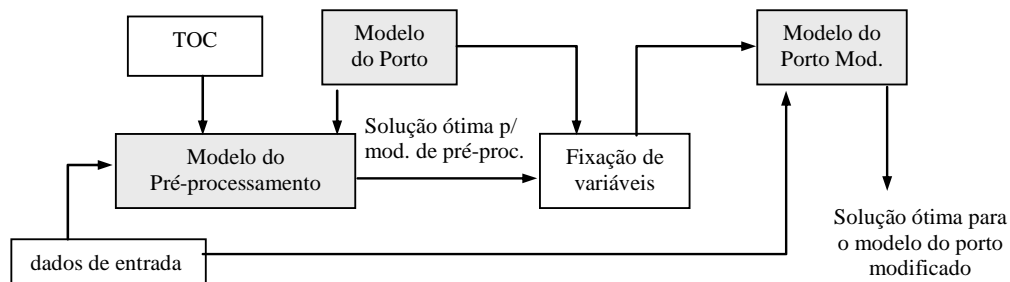 TOC
Modelo
do Porto
Modelo do
Porto Mod.
Solução ótima p/
mod. de pré-proc.
Modelo do
Pré-processamento
Fixação de
variáveis
dados de entrada
Solução ótima para
o modelo do porto
modificado